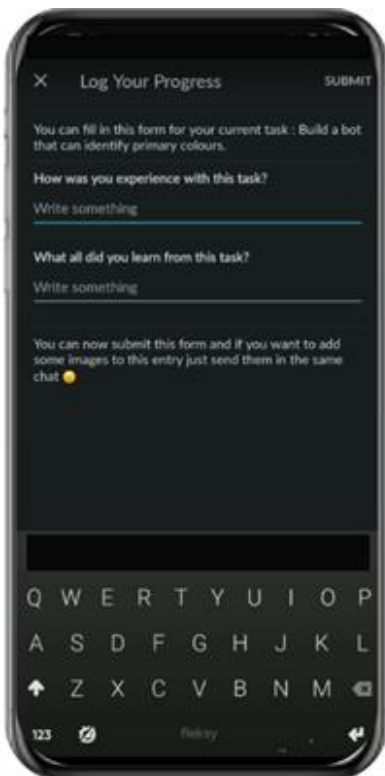 Log Your Progress SUBMIT
You can fill in this form for your current task : Build a bot
that can identify primary colours.
How was you experience with this task?
Write something
What all did you learn from this task?
Write something
You can now submit this form and if you want to add
some images to this entry just send them in the same
chat
Q W E R T Y U I O P
A S D F G H J K L
Z X C V B N M
123 fleksy